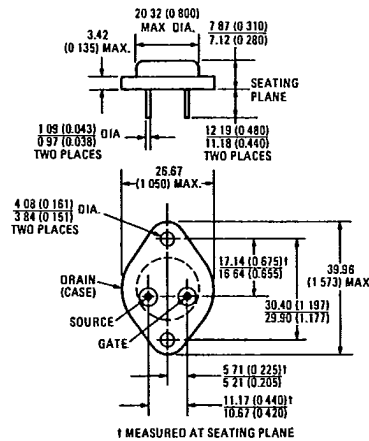 20.32 (0.800)
MAX DIA.
3.42
(0 135) MAX.
7 87 (0 310)
7 12 (0 280)
SEATING
PLANE
1 09 (0 043) DIA
0 97 (0 038)
TWO PLACES
12 19 (0 480)
11.18 (0 440)
TWO PLACES
26.67
(1 050) MAX.
4 08 (0 161) DIA.
3 84 (0 151)
TWO PLACES
17.14 (0 675)†
16 64 (0 655)
39.96
(1 573) MAX
DRAIN
(CASE)
30.40 (1 197)
29 90 (1.177)
SOURCE
GATE
5 71 (0 225)†
5 21 (0.205)
11.17 (0 440)†
10.67 (0 420)
† MEASURED AT SEATING PLANE